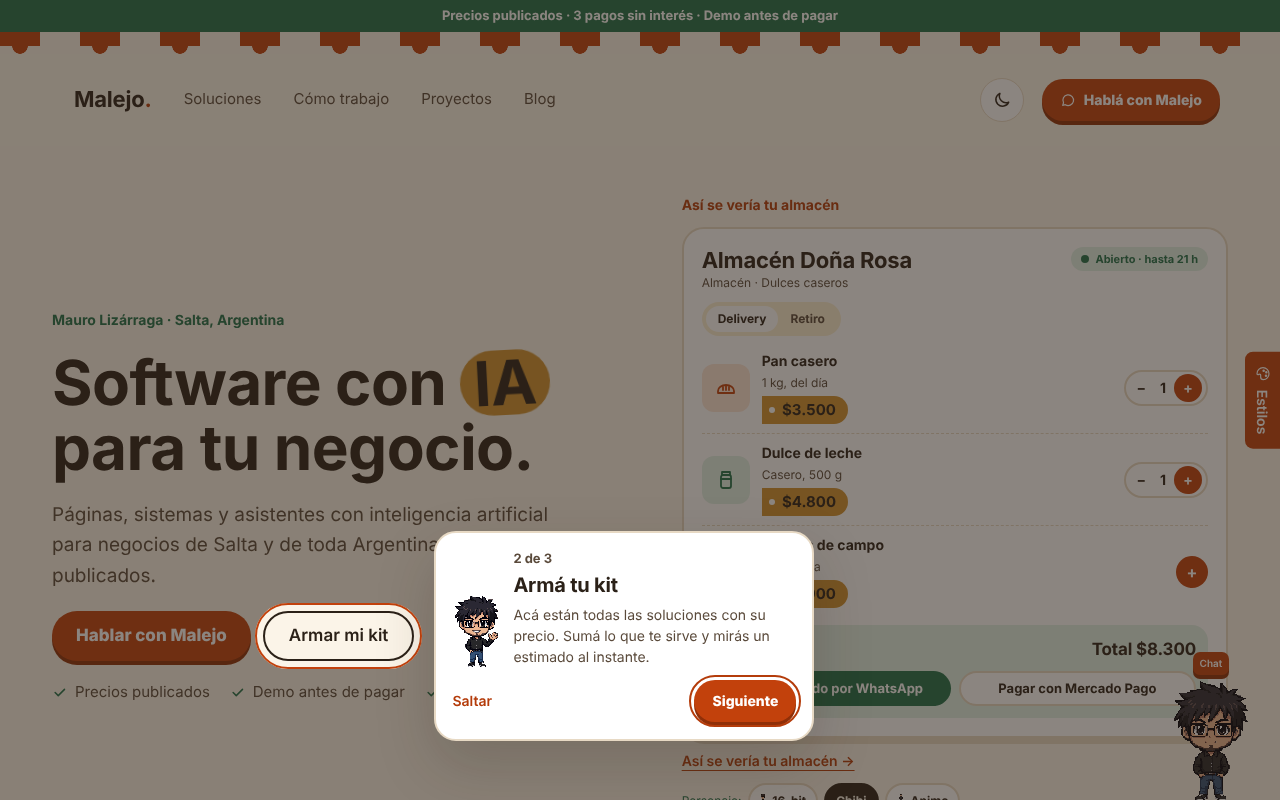 Precios publicados · 3 pagos sin interés · Demo antes de pagar
Malejo.
Soluciones
Cómo trabajo
Proyectos
Blog
Hablá con Malejo
Mauro Lizárraga · Salta, Argentina
Software con IA
para tu negocio.
Páginas, sistemas y asistentes con inteligencia artificial
para negocios de Salta y de toda Argentina
publicados.
Hablar con Malejo
Armar mi kit
Precios publicados
Demo antes de pagar
Así se vería tu almacén
Almacén Doña Rosa
Abierto · hasta 21 h
Almacén · Dulces caseros
Delivery
Retiro
Pan casero
1 kg, del día
$3.500
− 1 +
Dulce de leche
Casero, 500 g
$4.800
− 1 +
de campo
+
Total $8.300
por WhatsApp
Pagar con Mercado Pago
Así se vería tu almacén →
Estilos
2 de 3
Armá tu kit
Acá están todas las soluciones con su
precio. Sumá lo que te sirve y mirás un
estimado al instante.
Saltar
Siguiente
Chat
16-bit
Chibi
Anime